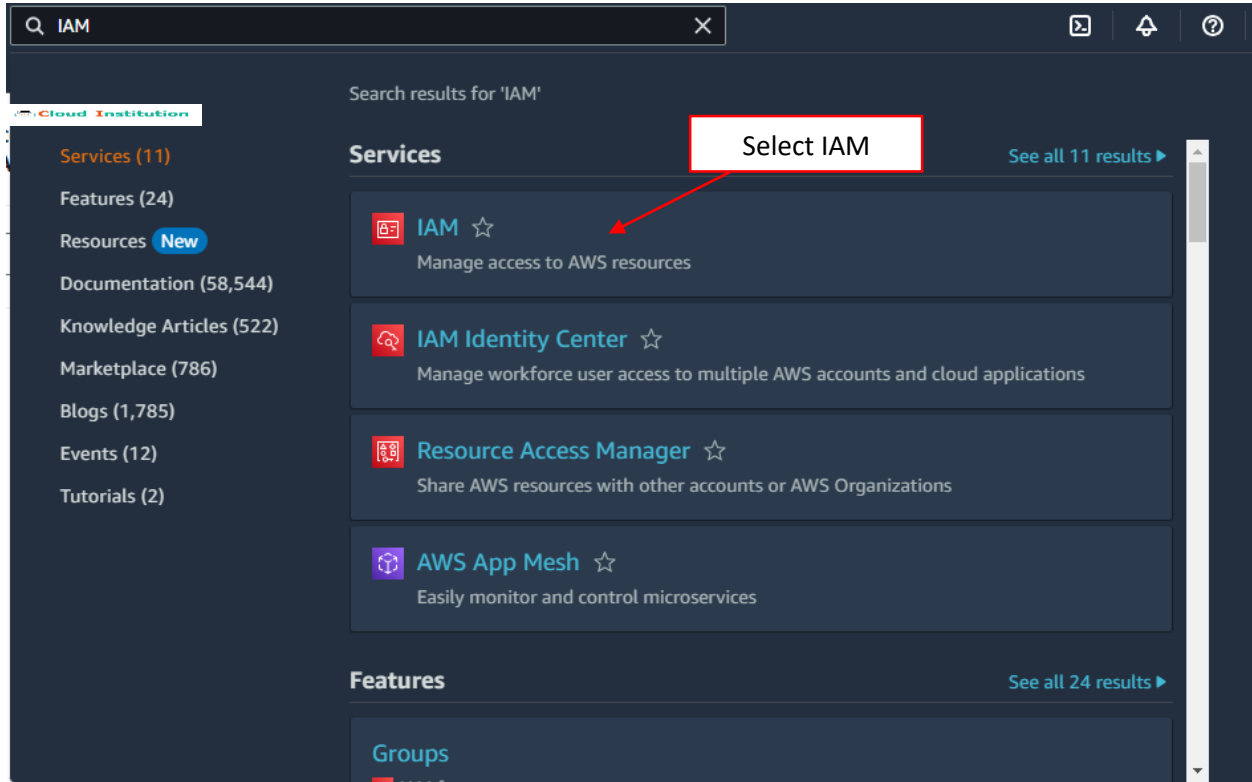 IAM
Search results for 'IAM'
Cloud Institution
Services (11)
Features (24)
Resources New
Documentation (58,544)
Knowledge Articles (522)
Marketplace (786)
Blogs (1,785)
Events (12)
Tutorials (2)
Services
Select IAM
See all 11 results
IAM
Manage access to AWS resources
IAM Identity Center
Manage workforce user access to multiple AWS accounts and cloud applications
Resource Access Manager
Share AWS resources with other accounts or AWS Organizations
AWS App Mesh
Easily monitor and control microservices
Features
See all 24 results
Groups